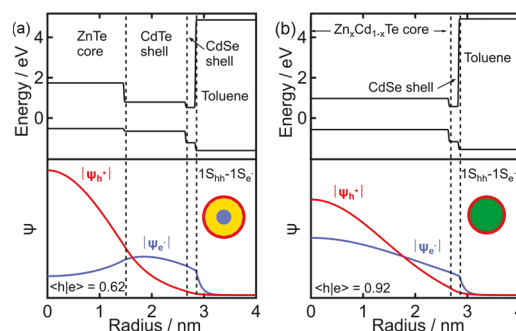 (a)
ZnTe
core
CdTe
shell
CdSe
shell
Toluene
Energy / eV
4
2
0
|Ψh+|
1Shh-1Se-
|Ψe-|
Ψ
<h|e> = 0.62
0 1 2 3 4
Radius / nm
(b)
ZnxCd1-xTe core
CdSe shell
Toluene
Energy / eV
4
2
0
|Ψh+|
1Shh-1Se-
|Ψe-|
Ψ
<h|e> = 0.92
0 1 2 3 4
Radius / nm